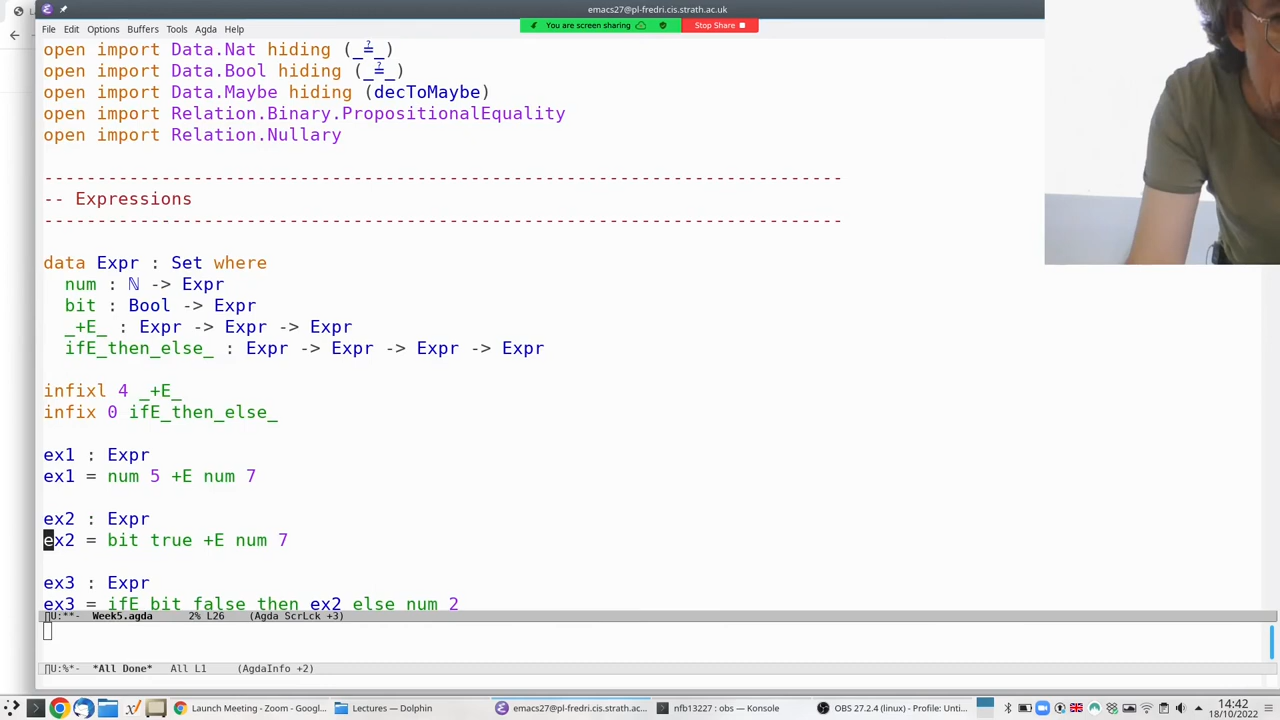 emacs27@pl-fredri.cis.strath.ac.uk
File Edit Options Buffers Tools Agda Help
You are screen sharing
Stop Share
open import Data.Nat hiding (_≟_)
open import Data.Bool hiding (_≟_)
open import Data.Maybe hiding (decToMaybe)
open import Relation.Binary.PropositionalEquality
open import Relation.Nullary
---------------------------------------------------------------------------
-- Expressions
---------------------------------------------------------------------------
data Expr : Set where
num : ℕ -> Expr
bit : Bool -> Expr
_+E_ : Expr -> Expr -> Expr
ifE_then_else_ : Expr -> Expr -> Expr -> Expr
infixl 4 _+E_
infix 0 ifE_then_else_
ex1 : Expr
ex1 = num 5 +E num 7
ex2 : Expr
ex2 = bit true +E num 7
ex3 : Expr
ex3 = ifE bit false then ex2 else num 2
∏U:**- Week5.agda 2% L26 (Agda ScrLck +3)
∏U:%*- *All Done* All L1 (AgdaInfo +2)
Launch Meeting - Zoom - Googl...
Lectures — Dolphin
emacs27@pl-fredri.cis.strath.ac....
nfb13227 : obs — Konsole
OBS 27.2.4 (linux) - Profile: Unti...
14:42
18/10/2022